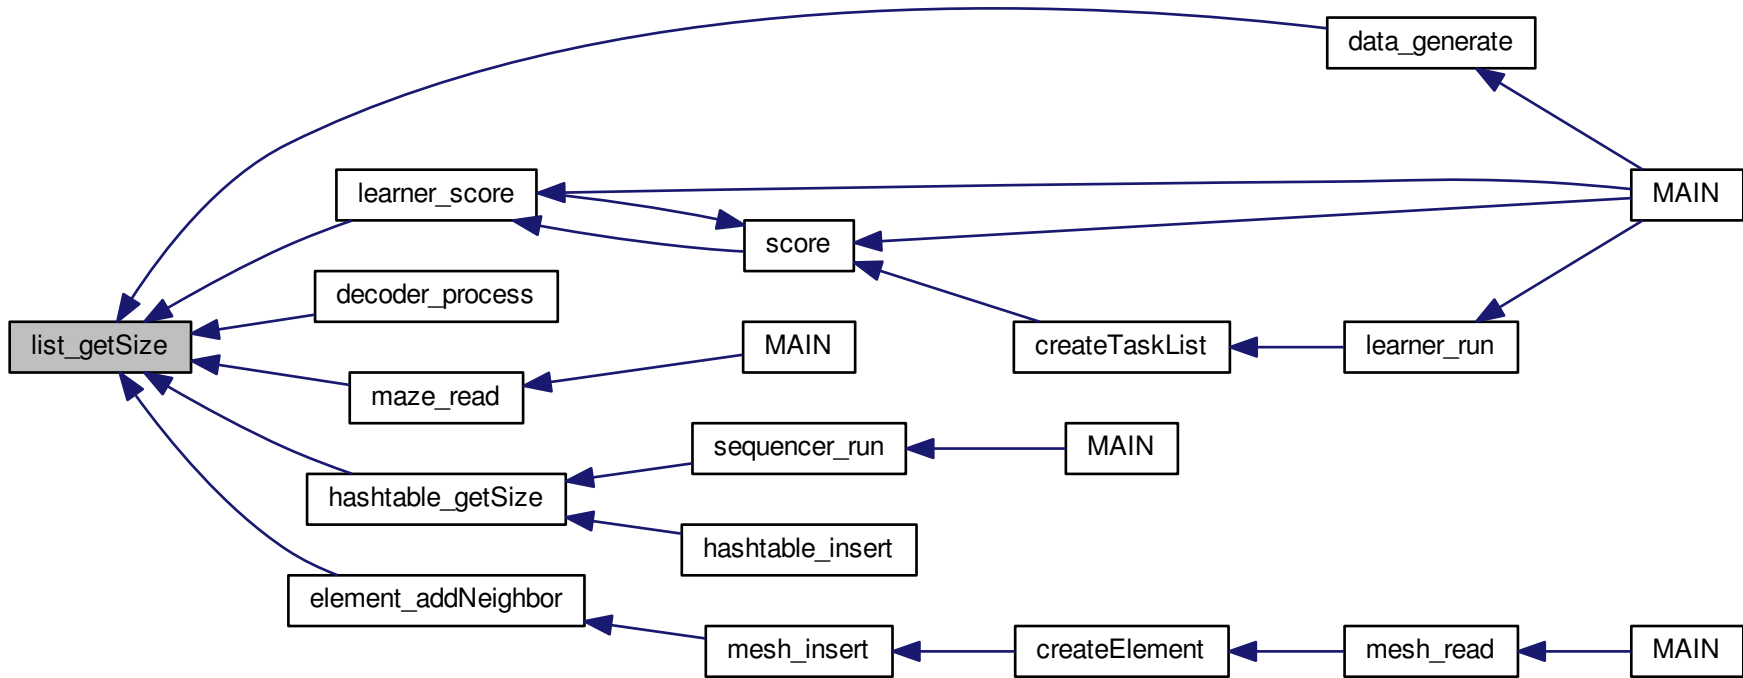 data_generate
learner_score
MAIN
score
decoder_process
list_getSize
MAIN
createTaskList
learner_run
maze_read
sequencer_run
MAIN
hashtable_getSize
hashtable_insert
element_addNeighbor
mesh_insert
createElement
mesh_read
MAIN